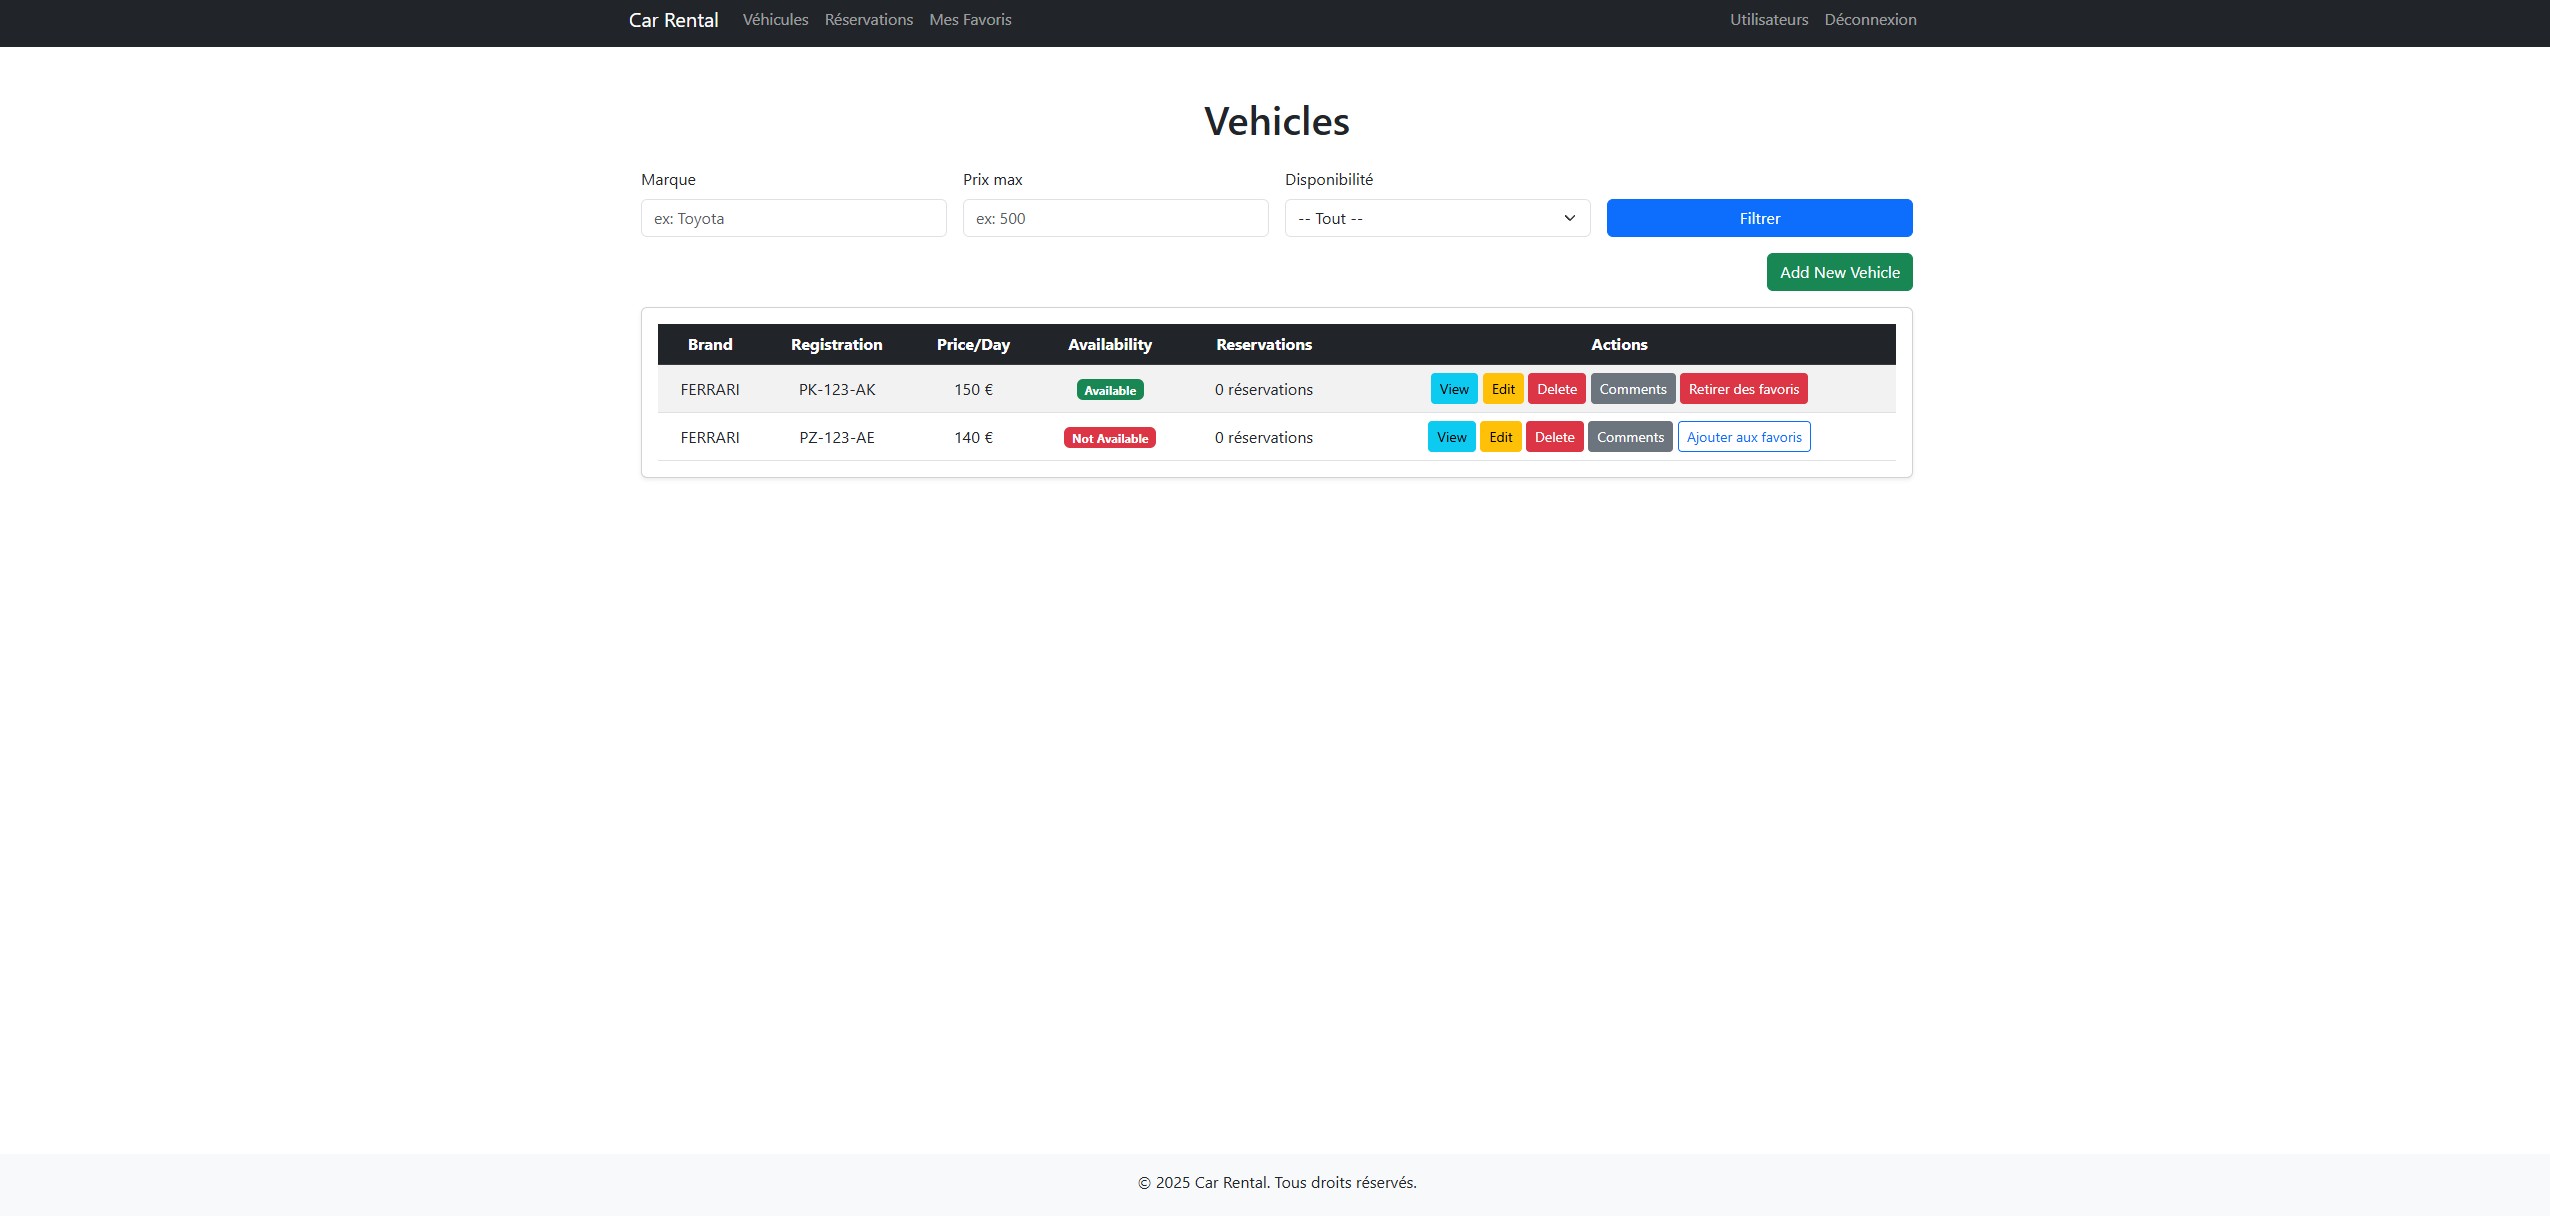 Car Rental Véhicules Réservations Mes Favoris Utilisateurs Déconnexion
Vehicles
Marque Prix max Disponibilité
ex: Toyota ex: 500 -- Tout -- Filtrer
Add New Vehicle
Brand Registration Price/Day Availability Reservations Actions
FERRARI PK-123-AK 150 € Available 0 réservations View Edit Delete Comments Retirer des favoris
FERRARI PZ-123-AE 140 € Not Available 0 réservations View Edit Delete Comments Ajouter aux favoris
© 2025 Car Rental. Tous droits réservés.